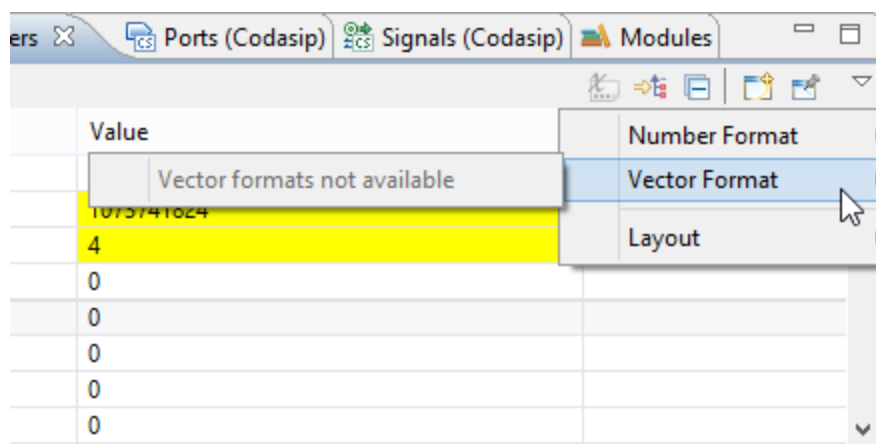 ers Ports (Codasip) Signals (Codasip) Modules
Value
Number Format
Vector formats not available
Vector Format
1073741824
4
Layout
0
0
0
0
0